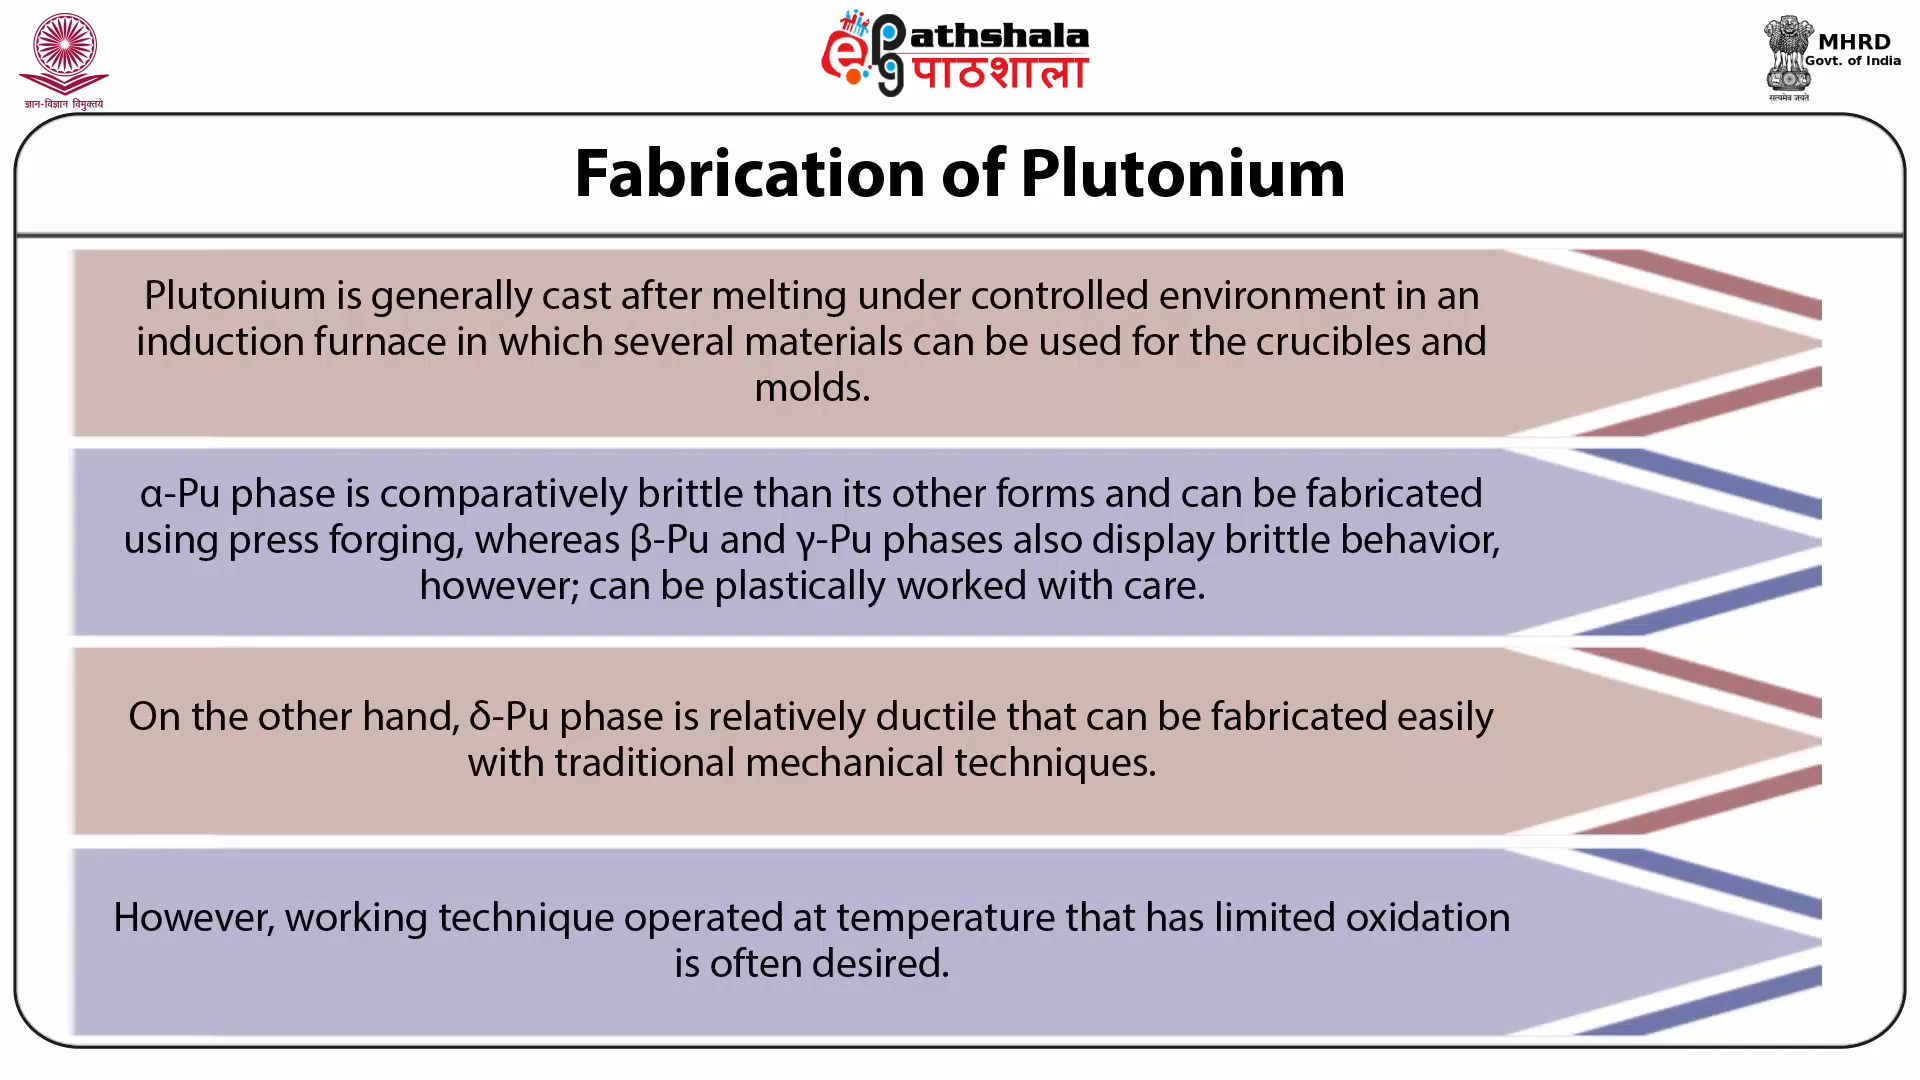 ज्ञान-विज्ञान विमुक्तये
ePathshala
पाठशाला
MHRD
Govt. of India
सत्यमेव जयते
Fabrication of Plutonium
Plutonium is generally cast after melting under controlled environment in an
induction furnace in which several materials can be used for the crucibles and
molds.
α-Pu phase is comparatively brittle than its other forms and can be fabricated
using press forging, whereas β-Pu and γ-Pu phases also display brittle behavior,
however; can be plastically worked with care.
On the other hand, δ-Pu phase is relatively ductile that can be fabricated easily
with traditional mechanical techniques.
However, working technique operated at temperature that has limited oxidation
is often desired.